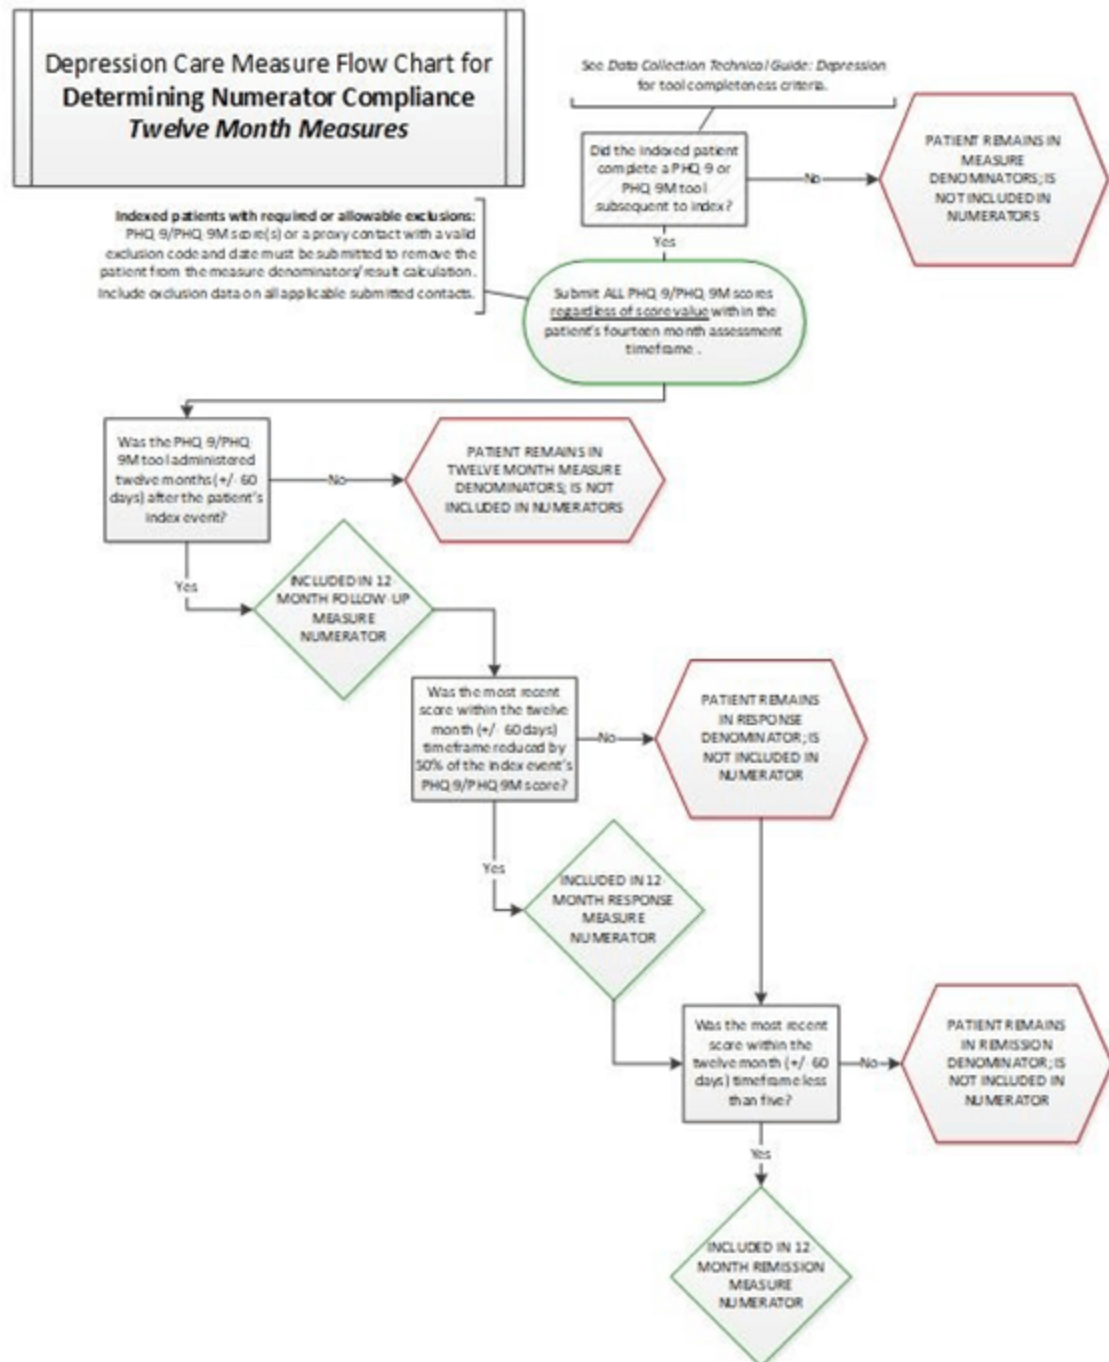 Depression Care Measure Flow Chart for
Determining Numerator Compliance
Twelve Month Measures
See Data Collection Technical Guide: Depression
for tool completeness criteria.
Did the indexed patient
complete a PHQ 9 or
PHQ 9M tool
subsequent to index?
No
PATIENT REMAINS IN
MEASURE
DENOMINATORS; IS
NOT INCLUDED IN
NUMERATORS
Yes
Indexed patients with required or allowable exclusions:
PHQ 9/PHQ 9M score(s) or a proxy contact with a valid
exclusion code and date must be submitted to remove the
patient from the measure denominators/result calculation.
Include exclusion data on all applicable submitted contacts.
Submit ALL PHQ 9/PHQ 9M scores
regardless of score value within the
patient's fourteen month assessment
timeframe .
Was the PHQ 9/PHQ
9M tool administered
twelve months (+/- 60
days) after the patient's
index event?
No
PATIENT REMAINS IN
TWELVE MONTH MEASURE
DENOMINATORS; IS NOT
INCLUDED IN NUMERATORS
Yes
INCLUDED IN 12-
MONTH FOLLOW-UP
MEASURE
NUMERATOR
Was the most recent
score within the twelve
month (+/- 60 days)
timeframe reduced by
50% of the index event's
PHQ 9/PHQ 9M score?
No
PATIENT REMAINS
IN RESPONSE
DENOMINATOR; IS
NOT INCLUDED IN
NUMERATOR
Yes
INCLUDED IN 12-
MONTH RESPONSE
MEASURE
NUMERATOR
Was the most recent
score within the
twelve month (+/- 60
days) timeframe less
than five?
No
PATIENT REMAINS
IN REMISSION
DENOMINATOR; IS
NOT INCLUDED IN
NUMERATOR
Yes
INCLUDED IN 12-
MONTH REMISSION
MEASURE
NUMERATOR